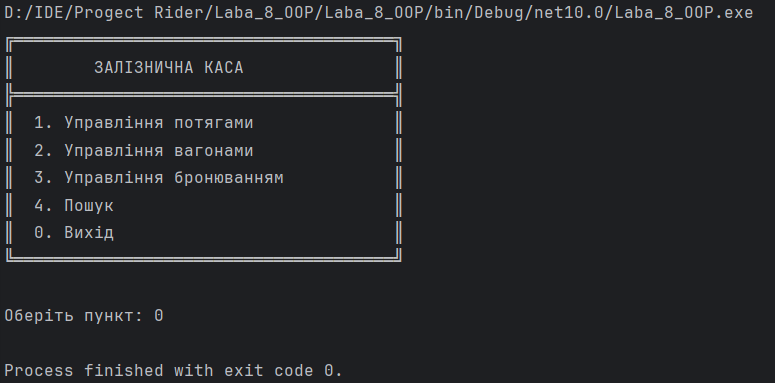 D:/IDE/Progect Rider/Laba_8_OOP/Laba_8_OOP/bin/Debug/net10.0/Laba_8_OOP.exe
ЗАЛІЗНИЧНА КАСА
1. Управління потягами
2. Управління вагонами
3. Управління бронюванням
4. Пошук
0. Вихід
Оберіть пункт: 0
Process finished with exit code 0.